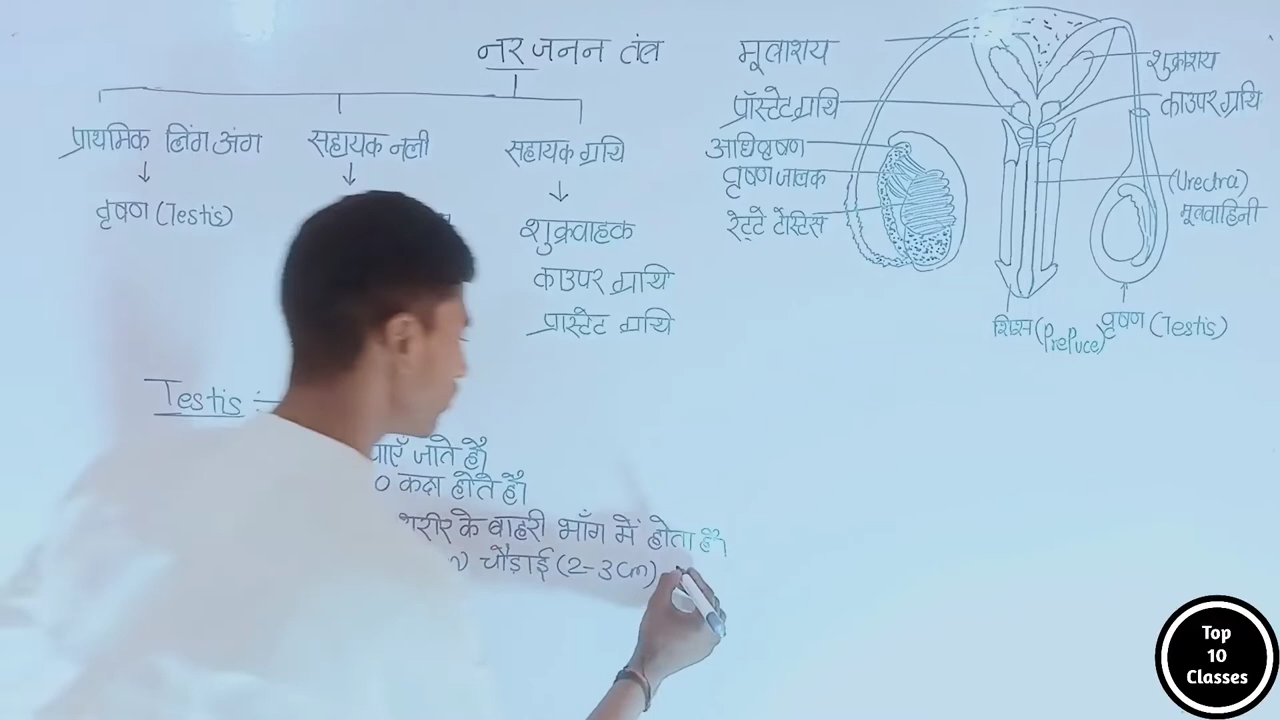 नर जनन तंत्र
प्राथमिक लिंग अंग
सहायक नली
सहायक ग्रंथि
वृषण (Testis)
शुक्रवाहक
काउपर ग्रंथि
प्रास्टेट ग्रंथि
मूत्राशय
प्रॉस्टेट ग्रंथि
अधिवृषण
वृषण जालक
रेट्टे टेस्टिस
शुक्राशय
काउपर ग्रंथि
(Urectra)
मूत्रवाहिनी
शिश्न (PrePuce)
वृषण (Testis)
Testis :-
पाएँ जाते है।
0 कक्ष होते है।
शरीर के बाहरी भाँग में होता है।
चौड़ाई (2-3cm)
Top
10
Classes